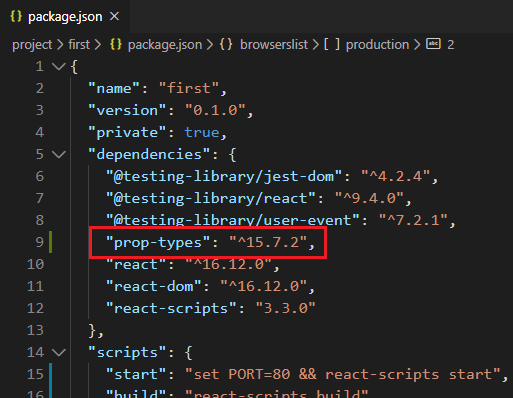 {} package.json ×
project > first > {} package.json > {} browserslist > [ ] production > abc 2
1 {
2 "name": "first",
3 "version": "0.1.0",
4 "private": true,
5 "dependencies": {
6 "@testing-library/jest-dom": "^4.2.4",
7 "@testing-library/react": "^9.4.0",
8 "@testing-library/user-event": "^7.2.1",
9 "prop-types": "^15.7.2",
10 "react": "^16.12.0",
11 "react-dom": "^16.12.0",
12 "react-scripts": "3.3.0"
13 },
14 "scripts": {
15 "start": "set PORT=80 && react-scripts start",
16 "build": "react-scripts build"